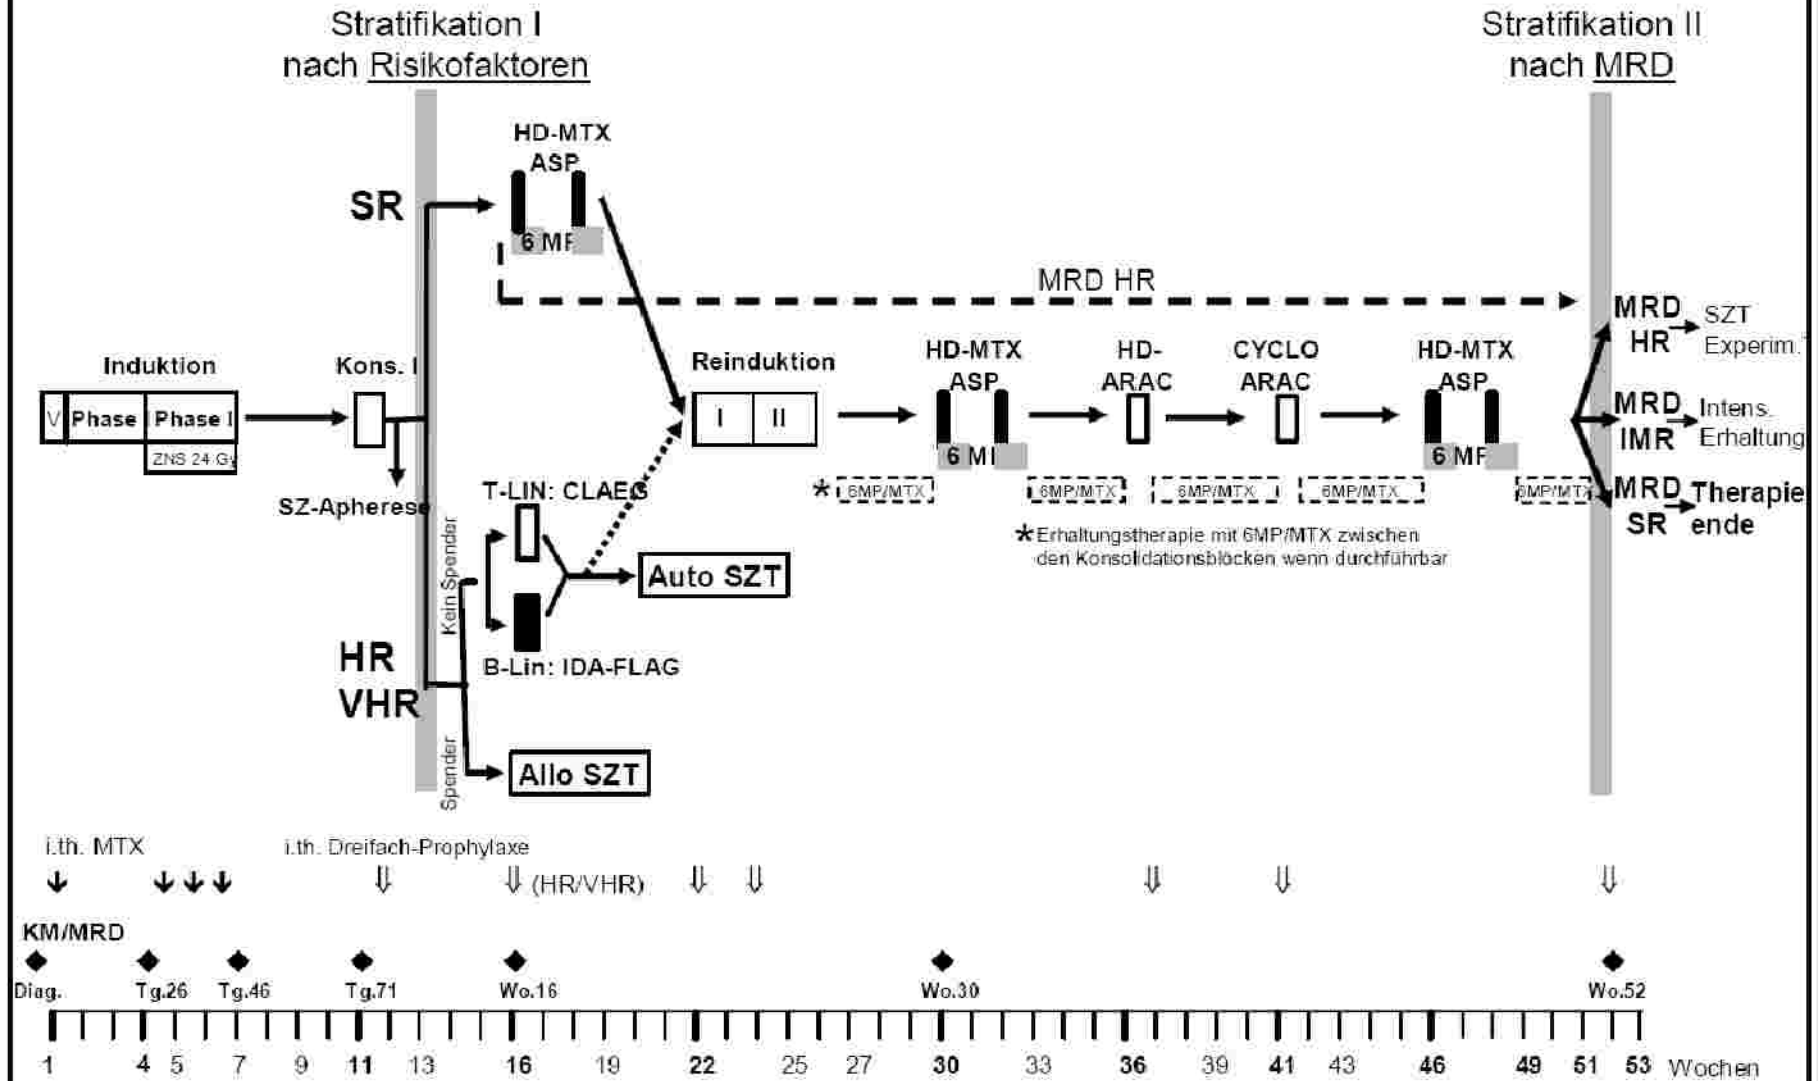 Stratifikation I
nach Risikofaktoren
Stratifikation II
nach MRD
HD-MTX
ASP
SR
6 MP
MRD HR
MRD
HR
SZT
Experim.
Induktion
Kons. I
Reinduktion
HD-MTX
ASP
HD-
ARAC
CYCLO
ARAC
HD-MTX
ASP
V
Phase I
Phase I
ZNS 24 Gy
I
II
6 MP
6 MP
MRD
IMR
Intens.
Erhaltung
SZ-Apherese
T-LIN: CLAEG
* 6MP/MTX
6MP/MTX
6MP/MTX
6MP/MTX
6MP/MTX
MRD
SR
Therapie
ende
* Erhaltungstherapie mit 6MP/MTX zwischen
den Konsolidationsblöcken wenn durchführbar
Kein Spender
Auto SZT
HR
VHR
B-Lin: IDA-FLAG
Spender
Allo SZT
i.th. MTX
i.th. Dreifach-Prophylaxe
(HR/VHR)
KM/MRD
Diag.
Tg.26
Tg.46
Tg.71
Wo.16
Wo.30
Wo.52
1 4 5 7 9 11 13 16 19 22 25 27 30 33 36 39 41 43 46 49 51 53 Wochen